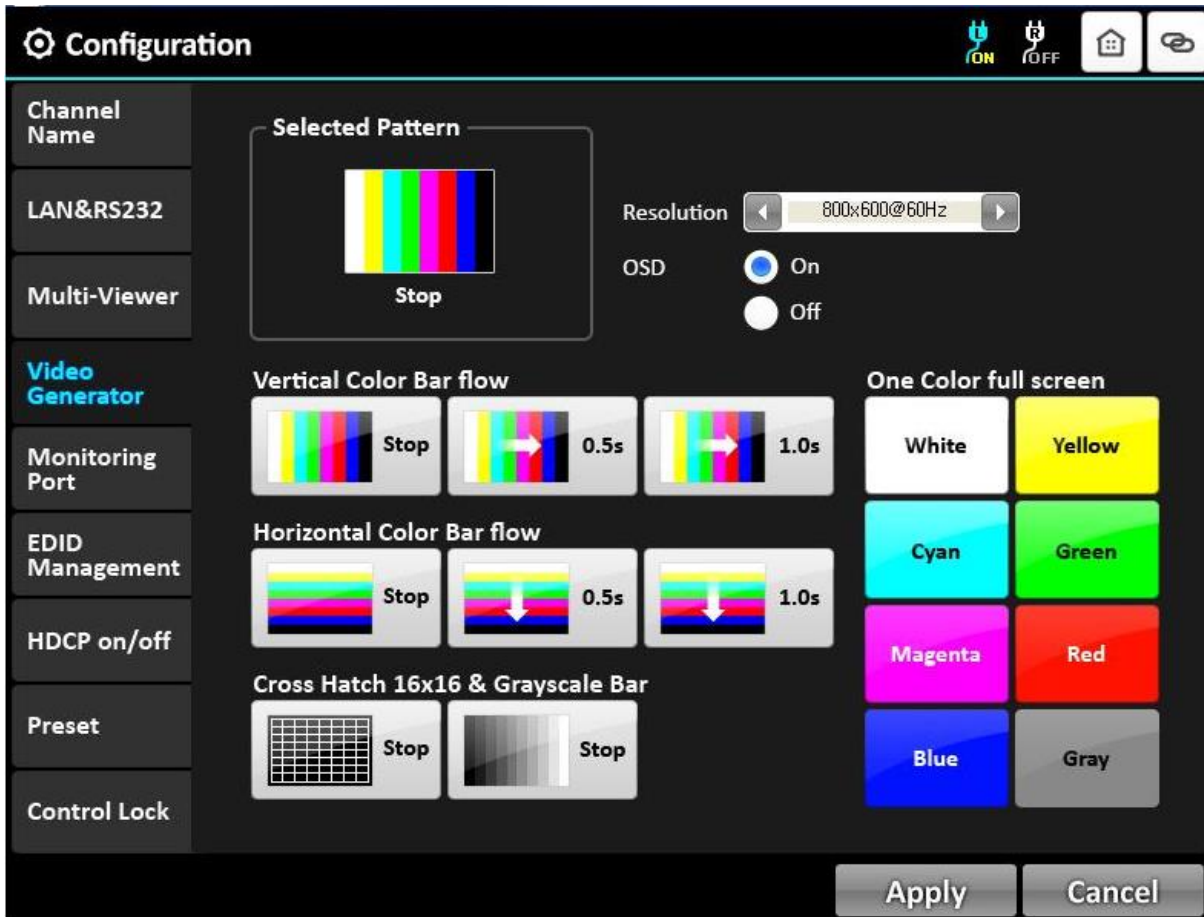 Configuration
L
ON
R
OFF
Channel
Name
LAN&RS232
Multi-Viewer
Video
Generator
Monitoring
Port
EDID
Management
HDCP on/off
Preset
Control Lock
Selected Pattern
Stop
Resolution
800x600@60Hz
OSD
On
Off
Vertical Color Bar flow
Stop
0.5s
1.0s
Horizontal Color Bar flow
Stop
0.5s
1.0s
Cross Hatch 16x16 & Grayscale Bar
Stop
Stop
One Color full screen
White
Yellow
Cyan
Green
Magenta
Red
Blue
Gray
Apply
Cancel